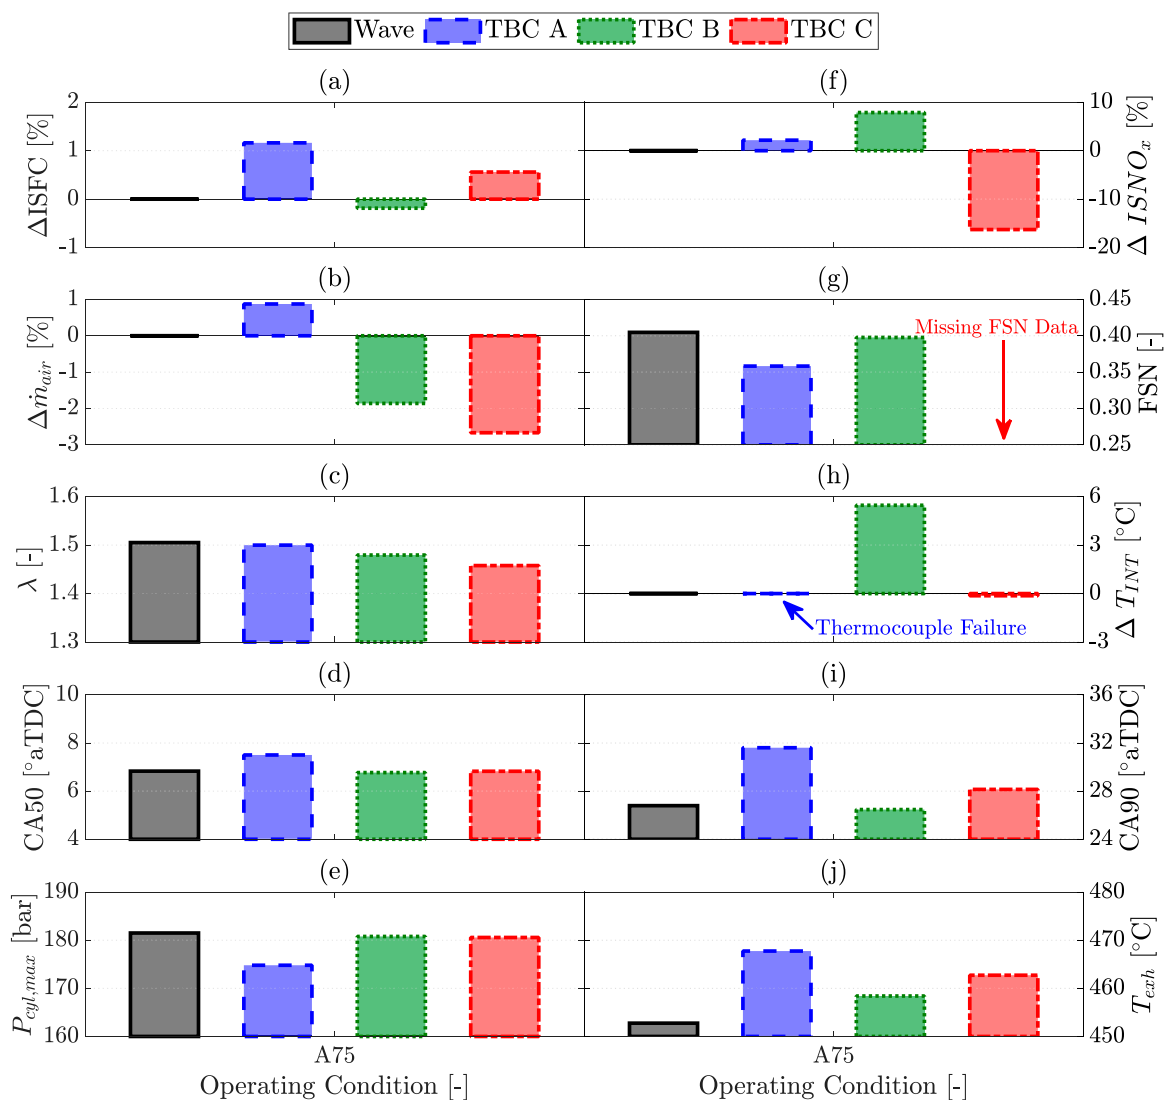 Wave TBC A TBC B TBC C
(a)
2
1
0
-1
ΔISFC [%]
(f)
10
0
-10
-20
Δ ISNOx [%]
(b)
1
0
-1
-2
-3
Δṁair [%]
(g)
Missing FSN Data
0.45
0.40
0.35
0.30
0.25
FSN [-]
(c)
1.6
1.5
1.4
1.3
λ [-]
(h)
Thermocouple Failure
6
3
0
-3
Δ TINT [°C]
(d)
10
8
6
4
CA50 [°aTDC]
(i)
36
32
28
24
CA90 [°aTDC]
(e)
190
180
170
160
Pcyl,max [bar]
A75
Operating Condition [-]
(j)
480
470
460
450
Texh [°C]
A75
Operating Condition [-]